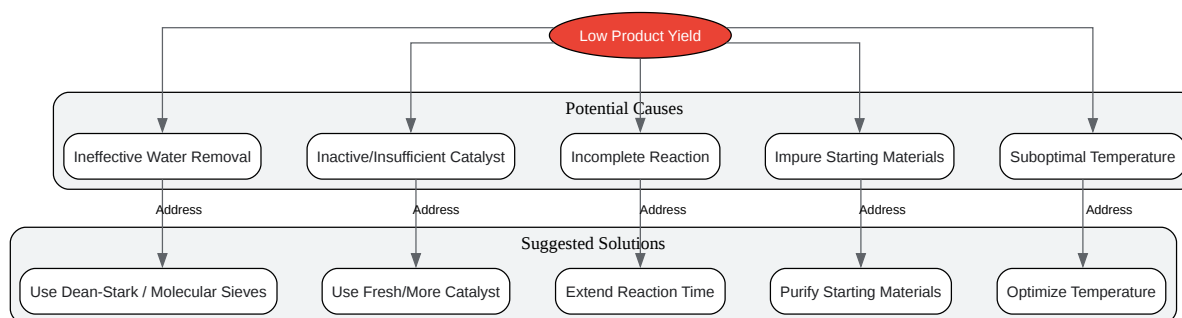 Low Product Yield
Potential Causes
Ineffective Water Removal
Inactive/Insufficient Catalyst
Incomplete Reaction
Impure Starting Materials
Suboptimal Temperature
Address
Address
Address
Address
Address
Suggested Solutions
Use Dean-Stark / Molecular Sieves
Use Fresh/More Catalyst
Extend Reaction Time
Purify Starting Materials
Optimize Temperature